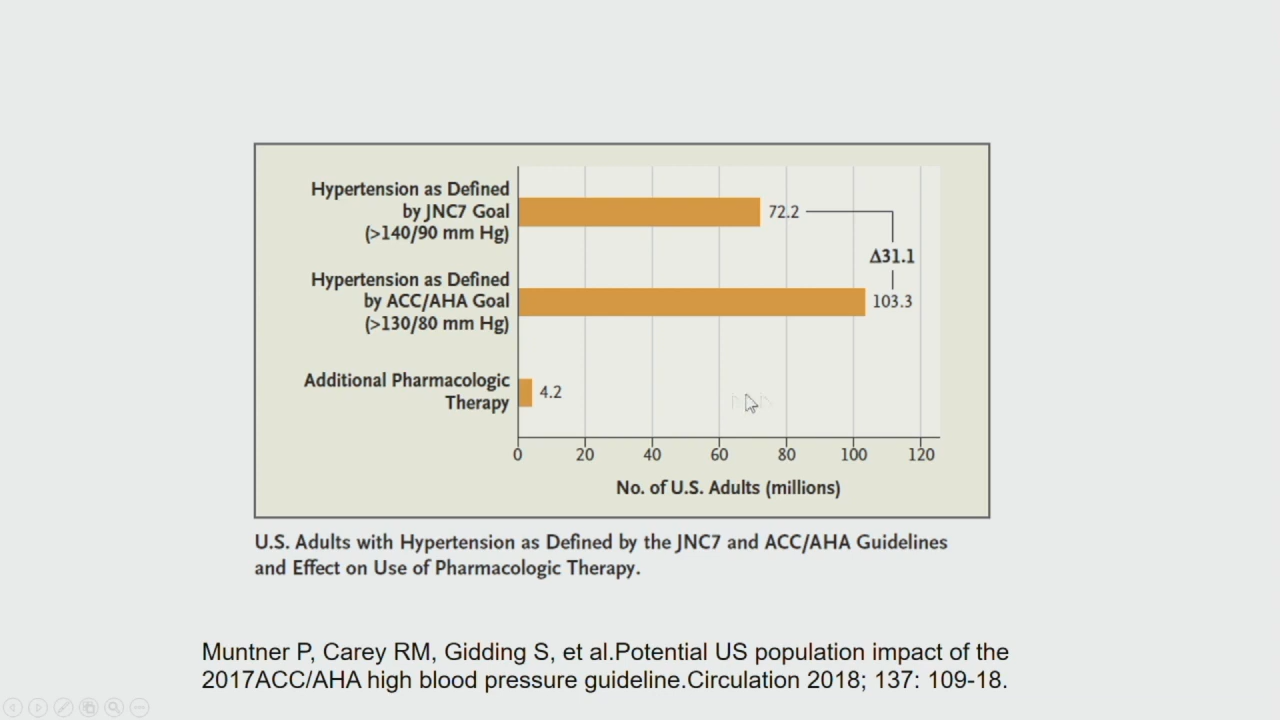 Hypertension as Defined
by JNC7 Goal
(>140/90 mm Hg)
72.2
Δ31.1
Hypertension as Defined
by ACC/AHA Goal
(>130/80 mm Hg)
103.3
Additional Pharmacologic
Therapy
4.2
0 20 40 60 80 100 120
No. of U.S. Adults (millions)
U.S. Adults with Hypertension as Defined by the JNC7 and ACC/AHA Guidelines
and Effect on Use of Pharmacologic Therapy.
Muntner P, Carey RM, Gidding S, et al.Potential US population impact of the
2017ACC/AHA high blood pressure guideline.Circulation 2018; 137: 109-18.